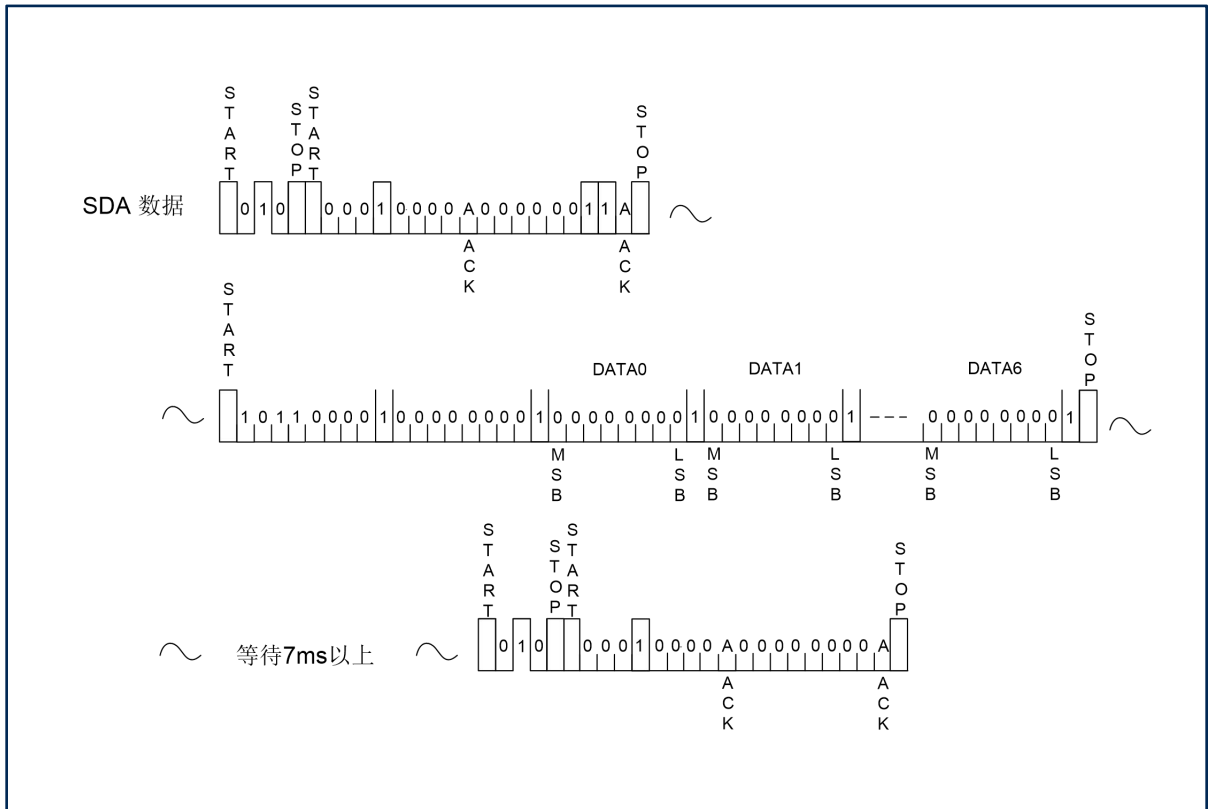 START
STOP
START
STOP
SDA 数据
0 1 0 0 0 0 1 0 0 0 0 A 0 0 0 0 0 0 1 1 A
ACK
ACK
START
DATA0
DATA1
DATA6
STOP
1 0 1 1 0 0 0 0 1 0 0 0 0 0 0 0 0 1 0 0 0 0 0 0 0 0 1 0 0 0 0 0 0 0 0 1 --- 0 0 0 0 0 0 0 0 1
MSB
LSB
MSB
LSB
MSB
LSB
START
STOP
START
STOP
等待7ms以上
0 1 0 0 0 0 1 0 0 0 0 A 0 0 0 0 0 0 0 0 A
ACK
ACK